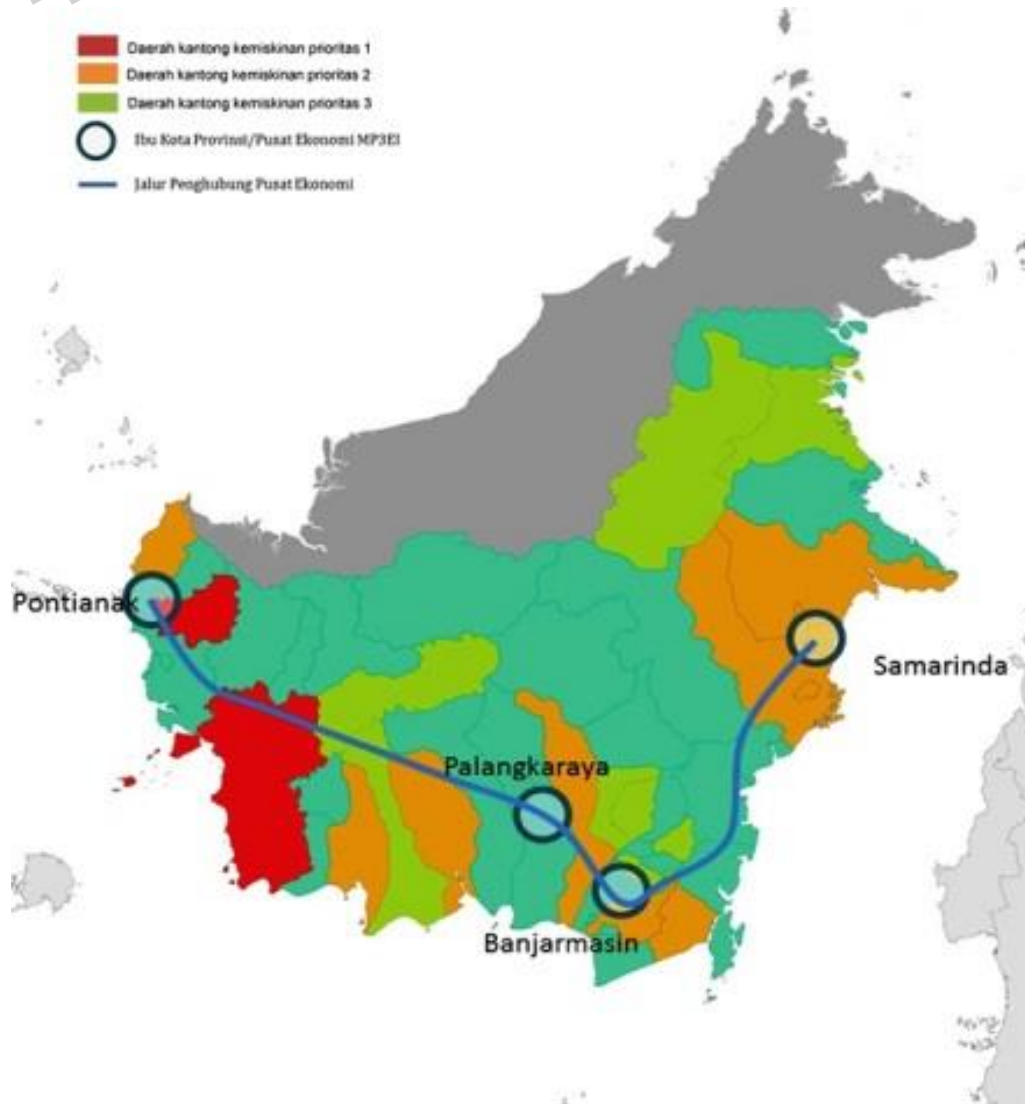 Daerah kantong kemiskinan prioritas 1
Daerah kantong kemiskinan prioritas 2
Daerah kantong kemiskinan prioritas 3
Ibu Kota Provinsi/Pusat Ekonomi MP3EI
Jalur Penghubung Pusat Ekonomi
Pontianak
Samarinda
Palangkaraya
Banjarmasin